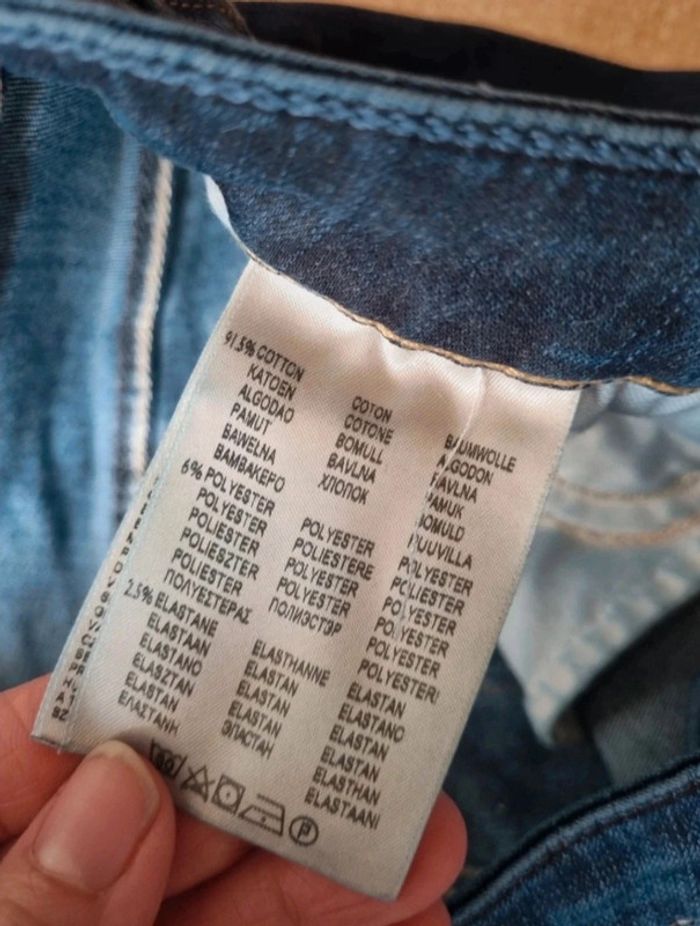 91.5% COTTON
KATOEN
ALGODAO
PAMUT
BAWELNA
ΒΑΜΒΑΚΕΡΟ
COTON
COTONE
BOMULL
BAVLNA
ХЛОПОК
BAUMWOLLE
ALGODON
BAVLNA
PAMUK
BOMULD
PUUVILLA
6% POLYESTER
POLYESTER
POLIESTER
POLIESZTER
POLIESTER
ΠΟΛΥΕΣΤΕΡΑΣ
POLYESTER
POLIESTERE
POLYESTER
POLYESTER
ПОЛИЭСТЭР
POLYESTER
POLIESTER
POLYESTER
POLYESTER
POLYESTER
POLYESTERI
2.5% ELASTANE
ELASTAAN
ELASTANO
ELASZTAN
ELASTAN
ΕΛΑΣΤΑΝΗ
ELASTHANNE
ELASTAN
ELASTAN
ELASTAN
ЭЛАСТАН
ELASTAN
ELASTANO
ELASTAN
ELASTAN
ELASTHAN
ELASTAANI
P